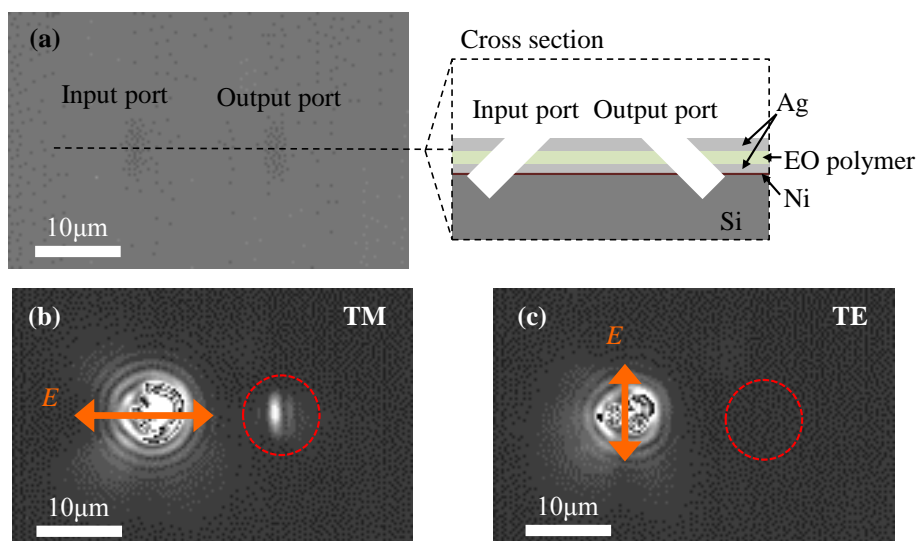 (a)
Input port
Output port
10μm
Cross section
Input port
Output port
Ag
EO polymer
Ni
Si
(b)
TM
E
10μm
(c)
TE
E
10μm